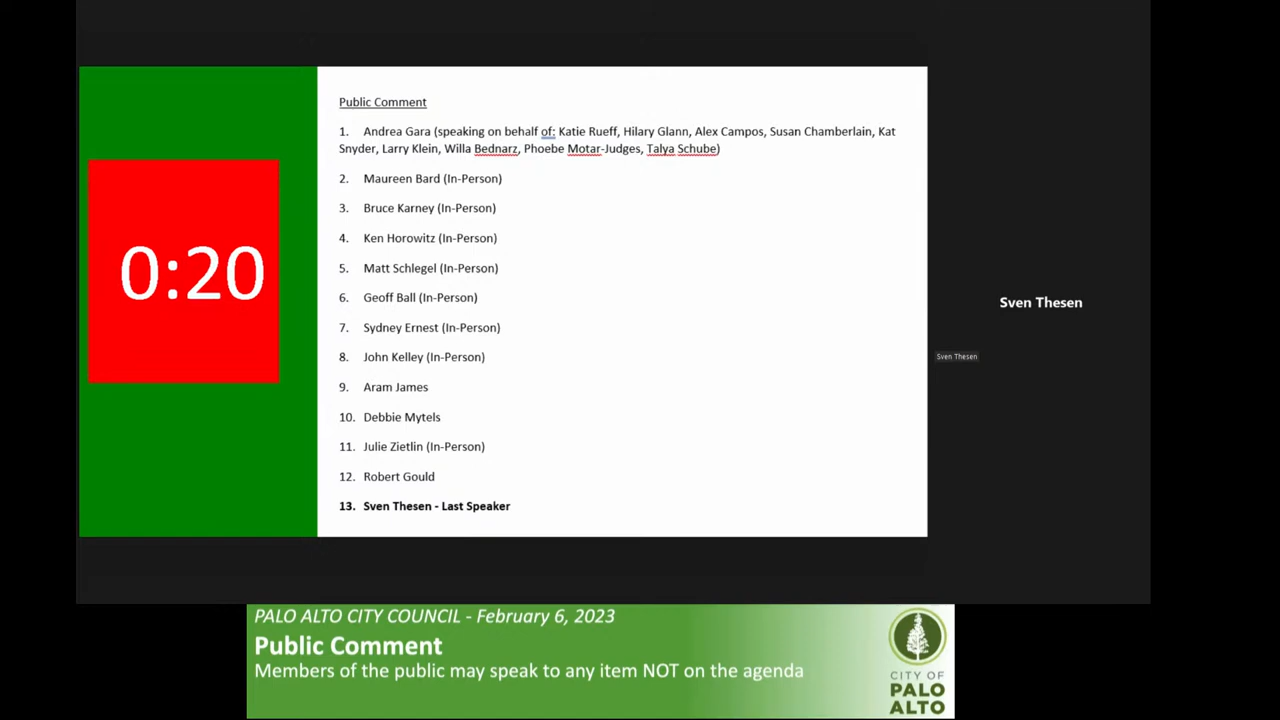 Public Comment
1. Andrea Gara (speaking on behalf of: Katie Rueff, Hilary Glann, Alex Campos, Susan Chamberlain, Kat
Snyder, Larry Klein, Willa Bednarz, Phoebe Motar-Judges, Talya Schube)
2. Maureen Bard (In-Person)
3. Bruce Karney (In-Person)
4. Ken Horowitz (In-Person)
5. Matt Schlegel (In-Person)
6. Geoff Ball (In-Person)
7. Sydney Ernest (In-Person)
8. John Kelley (In-Person)
9. Aram James
10. Debbie Mytels
11. Julie Zietlin (In-Person)
12. Robert Gould
13. Sven Thesen - Last Speaker
0:20
Sven Thesen
Sven Thesen
PALO ALTO CITY COUNCIL - February 6, 2023
Public Comment
Members of the public may speak to any item NOT on the agenda
CITY OF
PALO
ALTO